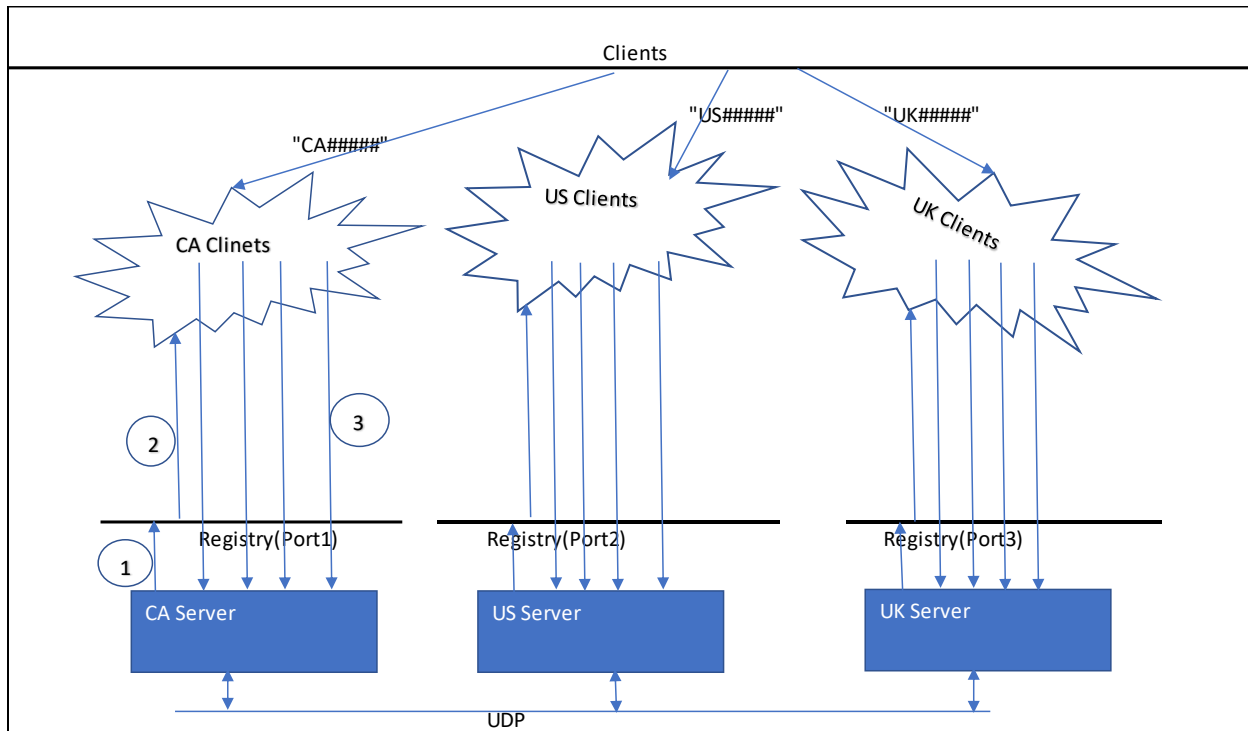 Clients
"CA#####"
"US#####"
"UK#####"
CA Clinets
US Clients
UK Clients
2
3
1
Registry(Port1)
Registry(Port2)
Registry(Port3)
CA Server
US Server
UK Server
UDP